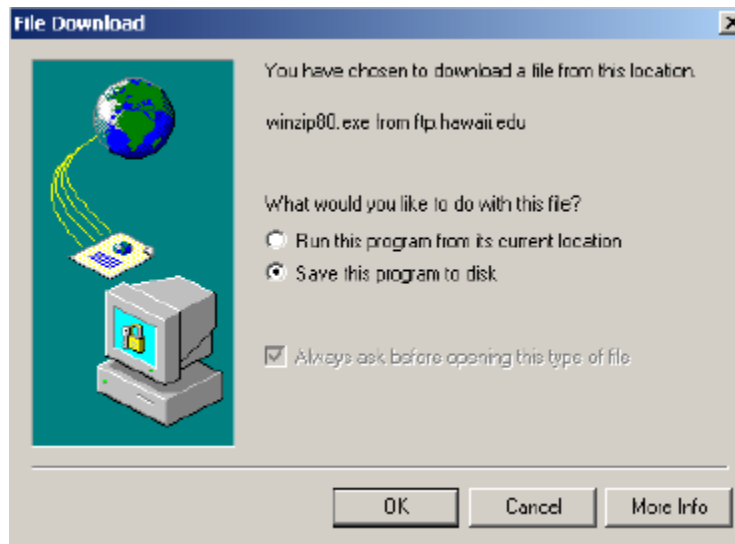 File Download
You have chosen to download a file from this location.
winzip80.exe from ftp.hawaii.edu
What would you like to do with this file?
Run this program from its current location
Save this program to disk
Always ask before opening this type of file
OK
Cancel
More Info